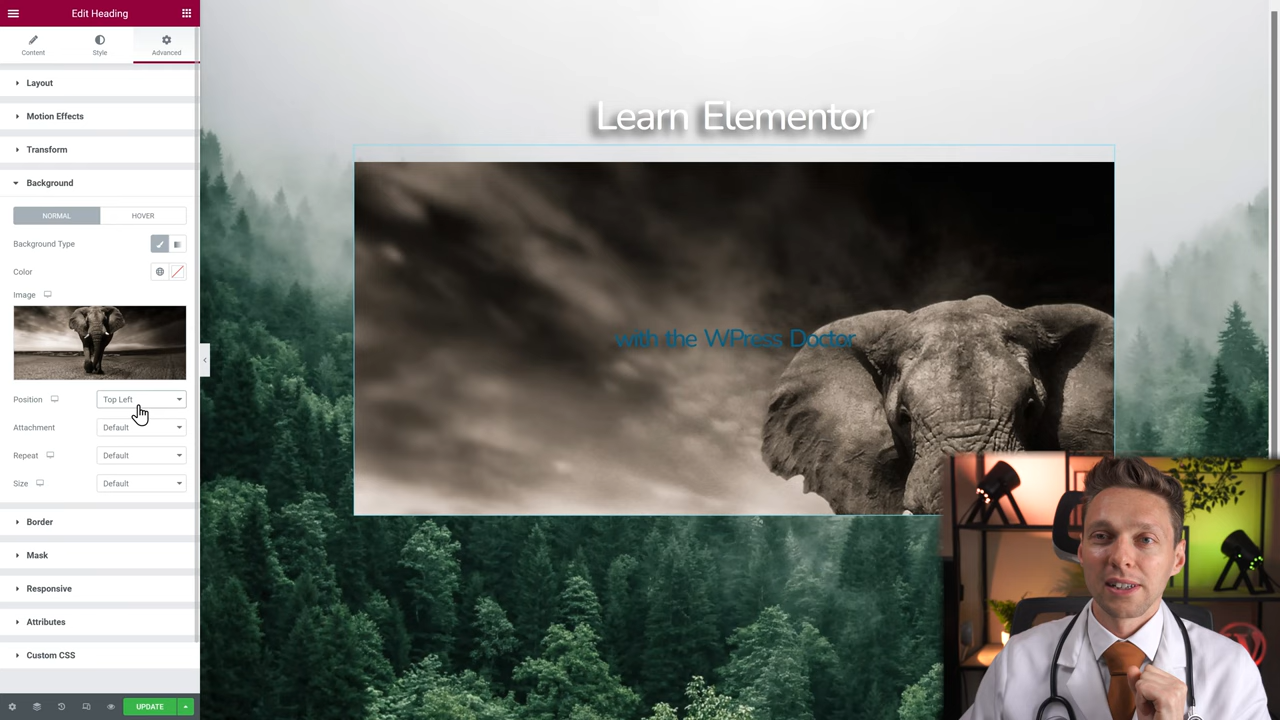 Edit Heading
Content
Style
Advanced
Layout
Motion Effects
Transform
Background
NORMAL
HOVER
Background Type
Color
Image
Position
Top Left
Attachment
Default
Repeat
Default
Size
Default
Border
Mask
Responsive
Attributes
Custom CSS
UPDATE
Learn Elementor
with the WPress Doctor